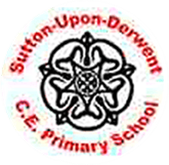 Sutton-Upon-Derwent
C.E. Primary School